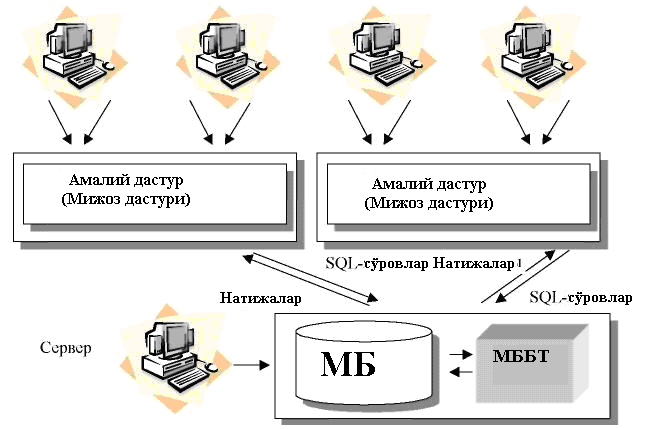 Амалий дастур
(Мижоз дастури)
Амалий дастур
(Мижоз дастури)
SQL-сўровлар Натижалар
Натижалар
SQL-сўровлар
Сервер
МБ
МББТ